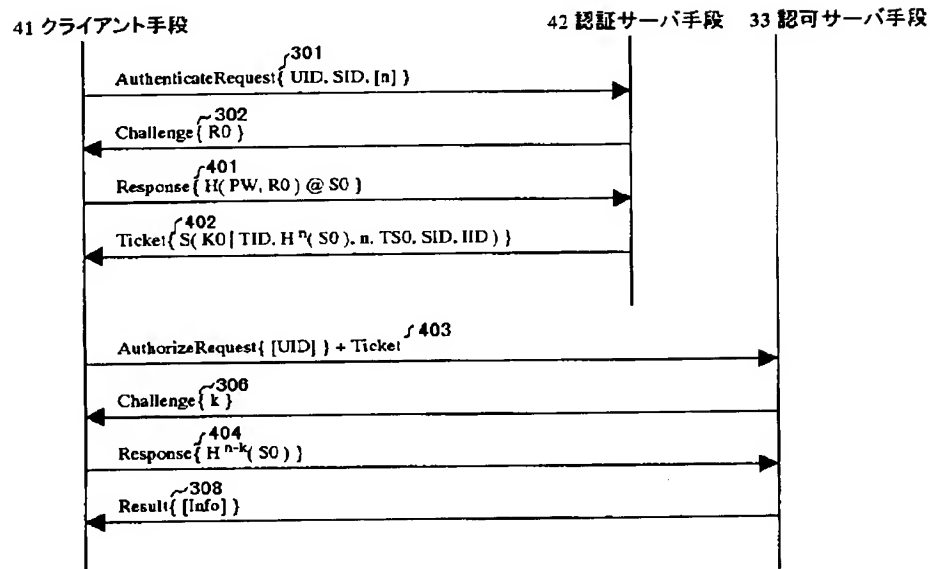 41 クライアント手段
42 認証サーバ手段
33 認可サーバ手段
301
AuthenticateRequest{ UID, SID, [n] }
302
Challenge{ R0 }
401
Response{ H( PW, R0 ) @ S0 }
402
Ticket{ S( K0 | TID, H n( S0 ), n, TS0, SID, IID ) }
403
AuthorizeRequest{ [UID] } + Ticket
306
Challenge{ k }
404
Response{ H n-k( S0 ) }
308
Result{ [Info] }